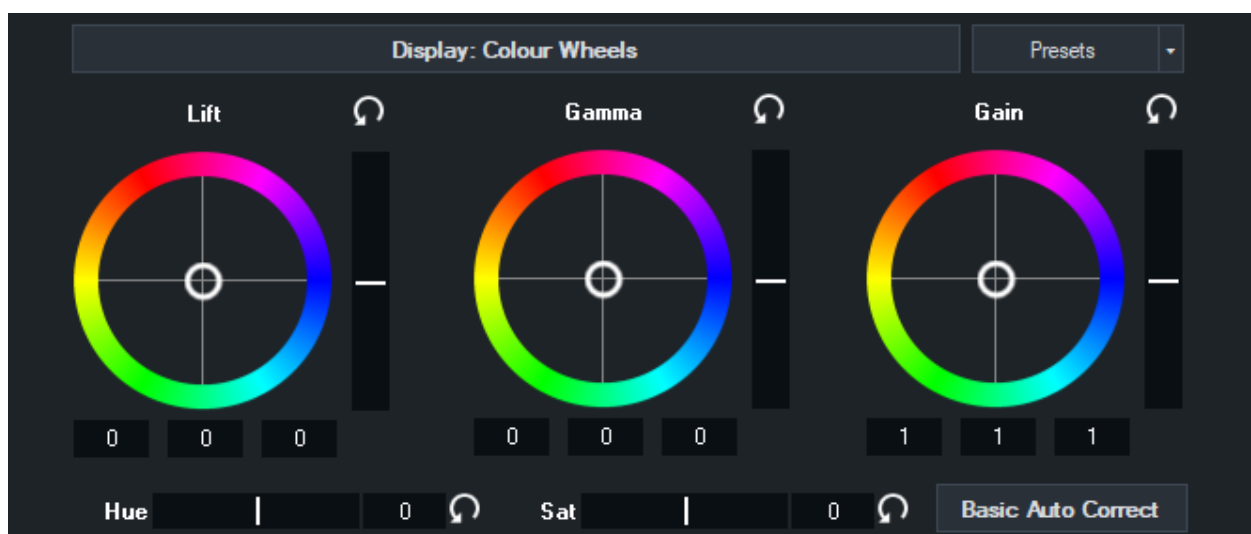 Display: Colour Wheels Presets
Lift Gamma Gain
0 0 0 0 0 0 1 1 1
Hue 0 Sat 0 Basic Auto Correct